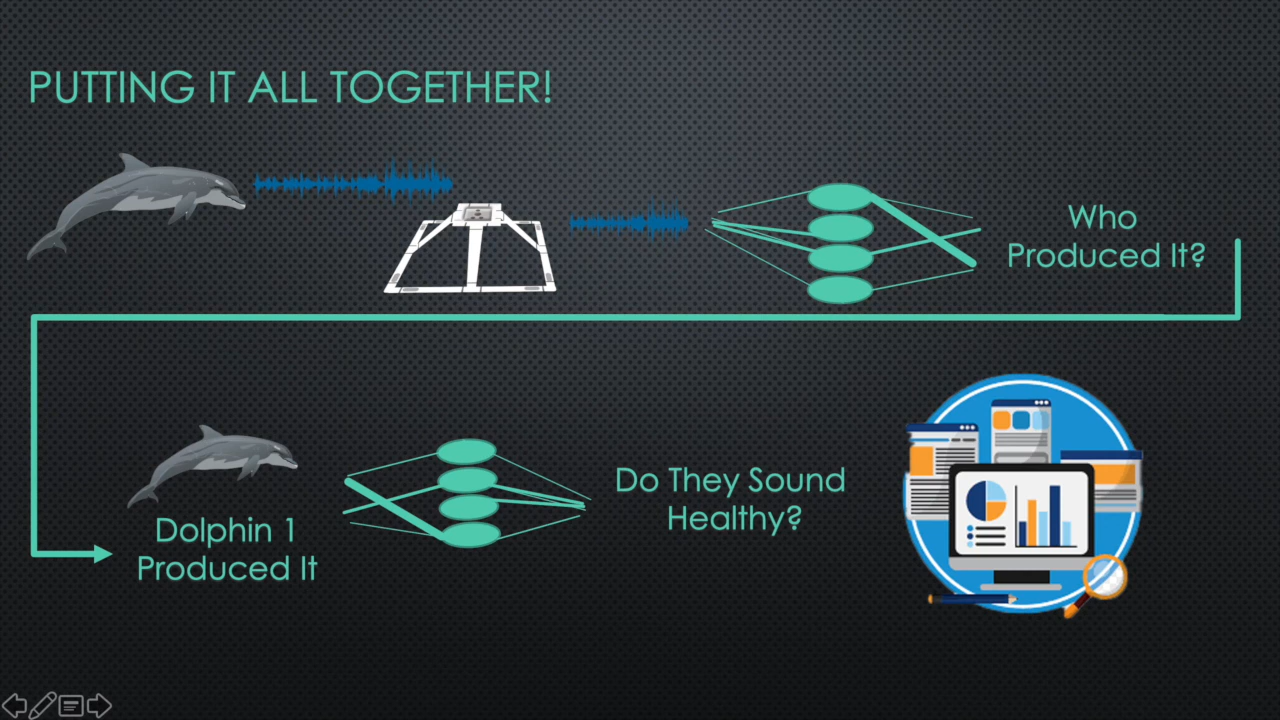 PUTTING IT ALL TOGETHER!
Who
Produced It?
Dolphin 1
Produced It
Do They Sound
Healthy?